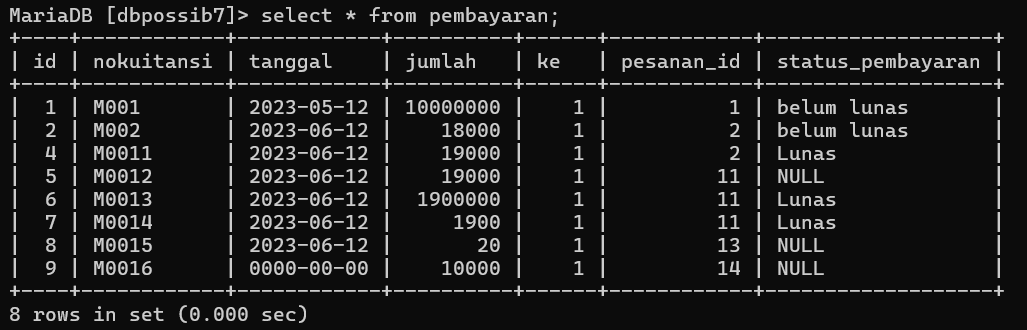 MariaDB [dbpossib7]> select * from pembayaran;
+----+------------+------------+----------+------+------------+-------------------+
| id | nokuitansi | tanggal    | jumlah   | ke   | pesanan_id | status_pembayaran |
+----+------------+------------+----------+------+------------+-------------------+
|  1 | M001       | 2023-05-12 | 10000000 |    1 |          1 | belum lunas       |
|  2 | M002       | 2023-06-12 |    18000 |    1 |          2 | belum lunas       |
|  4 | M0011      | 2023-06-12 |    19000 |    1 |          2 | Lunas             |
|  5 | M0012      | 2023-06-12 |    19000 |    1 |         11 | NULL              |
|  6 | M0013      | 2023-06-12 |  1900000 |    1 |         11 | Lunas             |
|  7 | M0014      | 2023-06-12 |     1900 |    1 |         11 | Lunas             |
|  8 | M0015      | 2023-06-12 |       20 |    1 |         13 | NULL              |
|  9 | M0016      | 0000-00-00 |    10000 |    1 |         14 | NULL              |
+----+------------+------------+----------+------+------------+-------------------+
8 rows in set (0.000 sec)